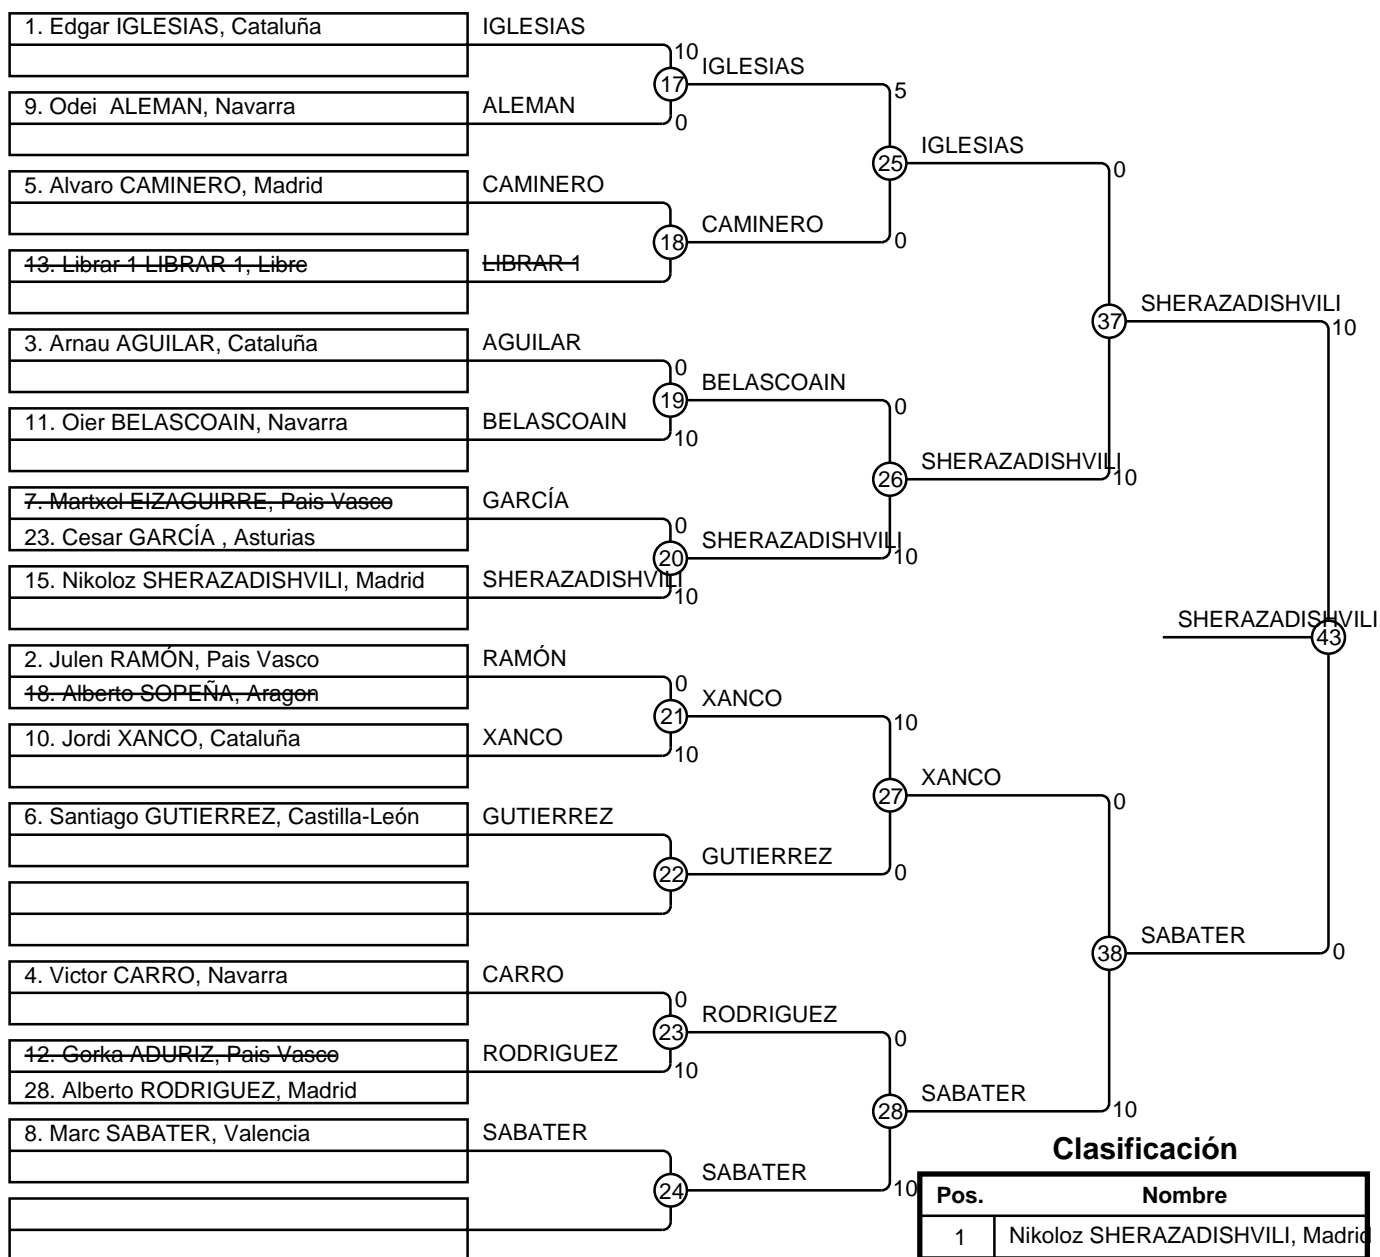 1. Edgar IGLESIAS, Cataluña
IGLESIAS
10
17
IGLESIAS
9. Odei  ALEMAN, Navarra
ALEMAN
0
5
25
IGLESIAS
5. Alvaro CAMINERO, Madrid
CAMINERO
18
CAMINERO
0
13. Librar 1 LIBRAR 1, Libre
LIBRAR 1
0
37
SHERAZADISHVILI
10
3. Arnau AGUILAR, Cataluña
AGUILAR
0
19
BELASCOAIN
11. Oier BELASCOAIN, Navarra
BELASCOAIN
10
0
26
SHERAZADISHVILI
10
7. Martxel EIZAGUIRRE, Pais Vasco
GARCÍA
23. Cesar GARCÍA , Asturias
0
20
SHERAZADISHVILI
10
15. Nikoloz SHERAZADISHVILI, Madrid
SHERAZADISHVILI
10
SHERAZADISHVILI
43
2. Julen RAMÓN, Pais Vasco
RAMÓN
18. Alberto SOPEÑA, Aragon
0
21
XANCO
10. Jordi XANCO, Cataluña
XANCO
10
10
27
XANCO
0
6. Santiago GUTIERREZ, Castilla-León
GUTIERREZ
22
GUTIERREZ
0
38
SABATER
0
4. Victor CARRO, Navarra
CARRO
0
23
RODRIGUEZ
12. Gorka ADURIZ, Pais Vasco
RODRIGUEZ
28. Alberto RODRIGUEZ, Madrid
10
0
28
SABATER
10
8. Marc SABATER, Valencia
SABATER
24
SABATER
10
Clasificación
Pos. Nombre
1 Nikoloz SHERAZADISHVILI, Madrid